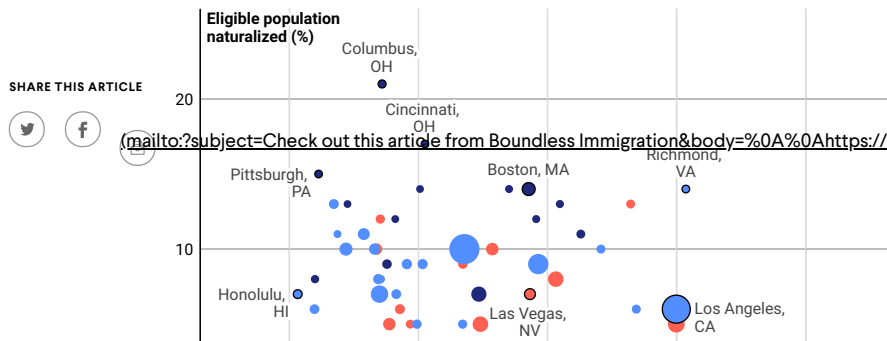 Eligible population
naturalized (%)
Columbus,
OH
SHARE THIS ARTICLE
20
Cincinnati,
OH
(mailto:?subject=Check out this article from Boundless Immigration&body=%0A%0Ahttps://
Richmond,
VA
Boston, MA
Pittsburgh,
PA
10
Honolulu,
HI
Las Vegas,
NV
Los Angeles,
CA